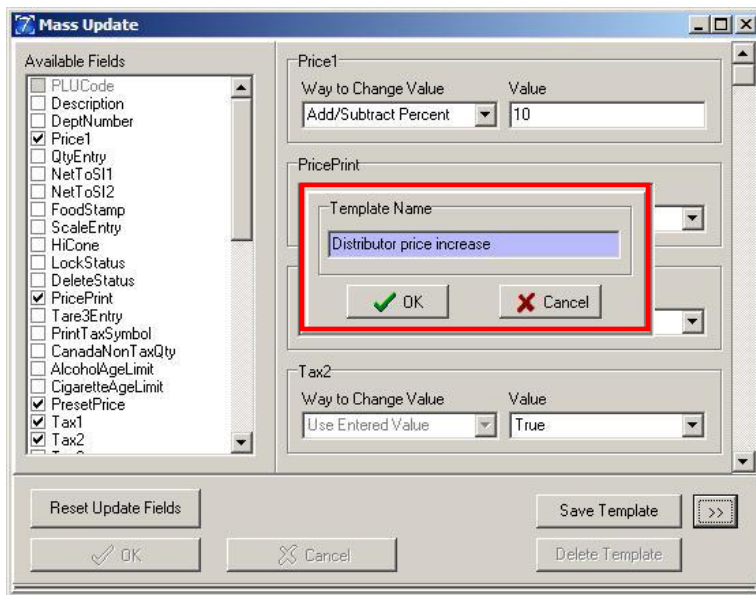 Mass Update
Available Fields
PLUCode
Description
DeptNumber
Price1
QtyEntry
NetToSI1
NetToSI2
FoodStamp
ScaleEntry
HiCone
LockStatus
DeleteStatus
PricePrint
Tare3Entry
PrintTaxSymbol
CanadaNonTaxQty
AlcoholAgeLimit
CigaretteAgeLimit
PresetPrice
Tax1
Tax2
Price1
Way to Change Value Value
Add/Subtract Percent 10
PricePrint
Template Name
Distributor price increase
OK Cancel
Tax2
Way to Change Value Value
Use Entered Value True
Reset Update Fields Save Template >>
OK Cancel Delete Template